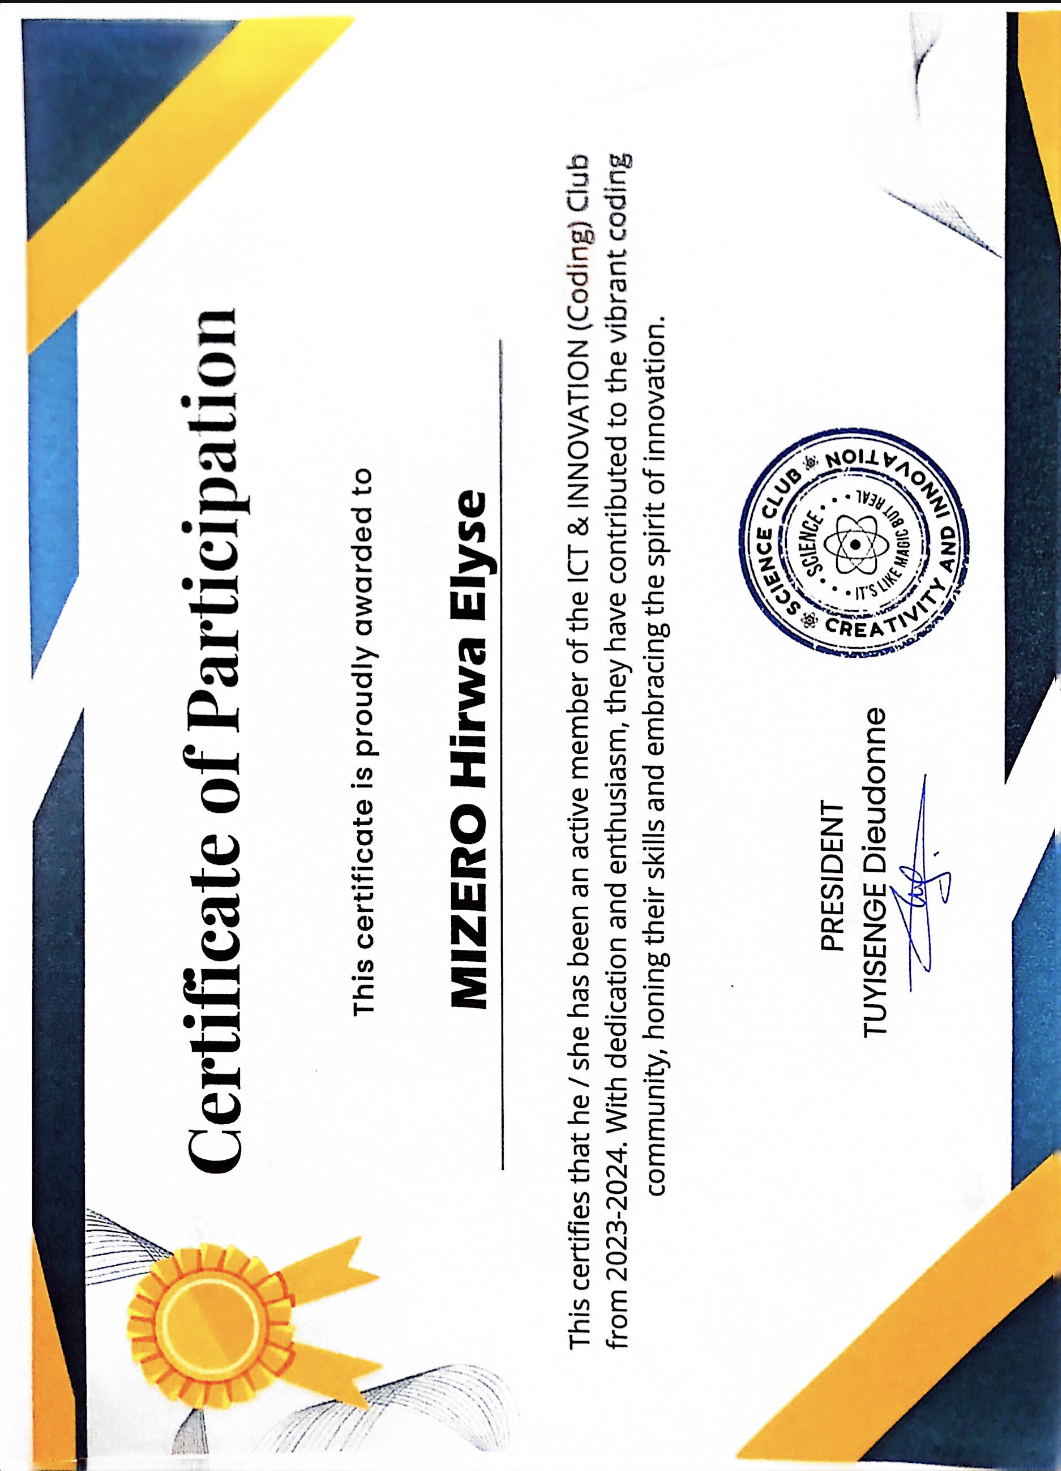 Certificate of Participation
This certificate is proudly awarded to
MIZERO Hirwa Elyse
This certifies that he / she has been an active member of the ICT & INNOVATION (Coding) Club
from 2023-2024. With dedication and enthusiasm, they have contributed to the vibrant coding
community, honing their skills and embracing the spirit of innovation.
PRESIDENT
TUYISENGE Dieudonne
SCIENCE CLUB
CREATIVITY AND INNOVATION
SCIENCE
IT'S LIKE MAGIC BUT REAL